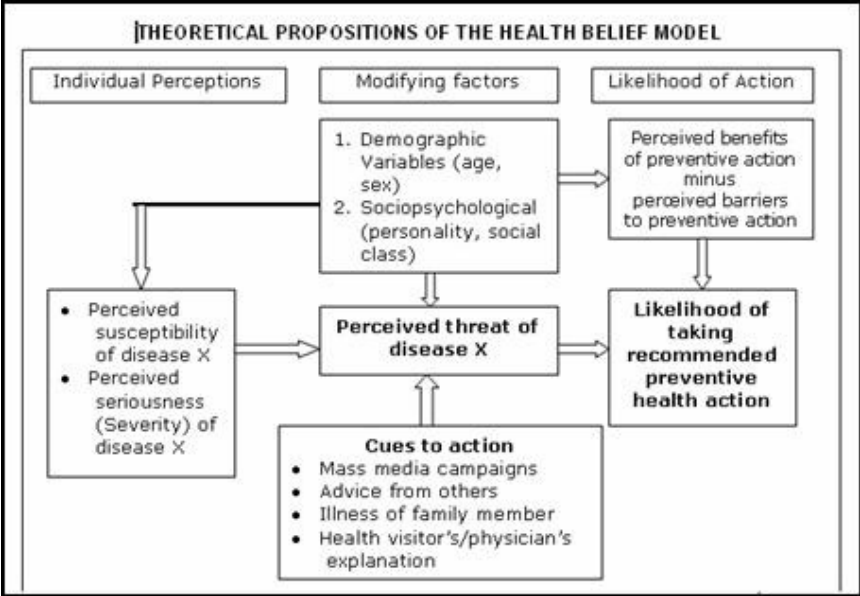 THEORETICAL PROPOSITIONS OF THE HEALTH BELIEF MODEL
Individual Perceptions
Modifying factors
Likelihood of Action
1. Demographic
Variables (age,
sex)
2. Sociopsychological
(personality, social
class)
Perceived benefits
of preventive action
minus
perceived barriers
to preventive action
• Perceived
susceptibility
of disease X
• Perceived
seriousness
(Severity) of
disease X
Perceived threat of
disease X
Likelihood of
taking
recommended
preventive
health action
Cues to action
• Mass media campaigns
• Advice from others
• Illness of family member
• Health visitor's/physician's
explanation